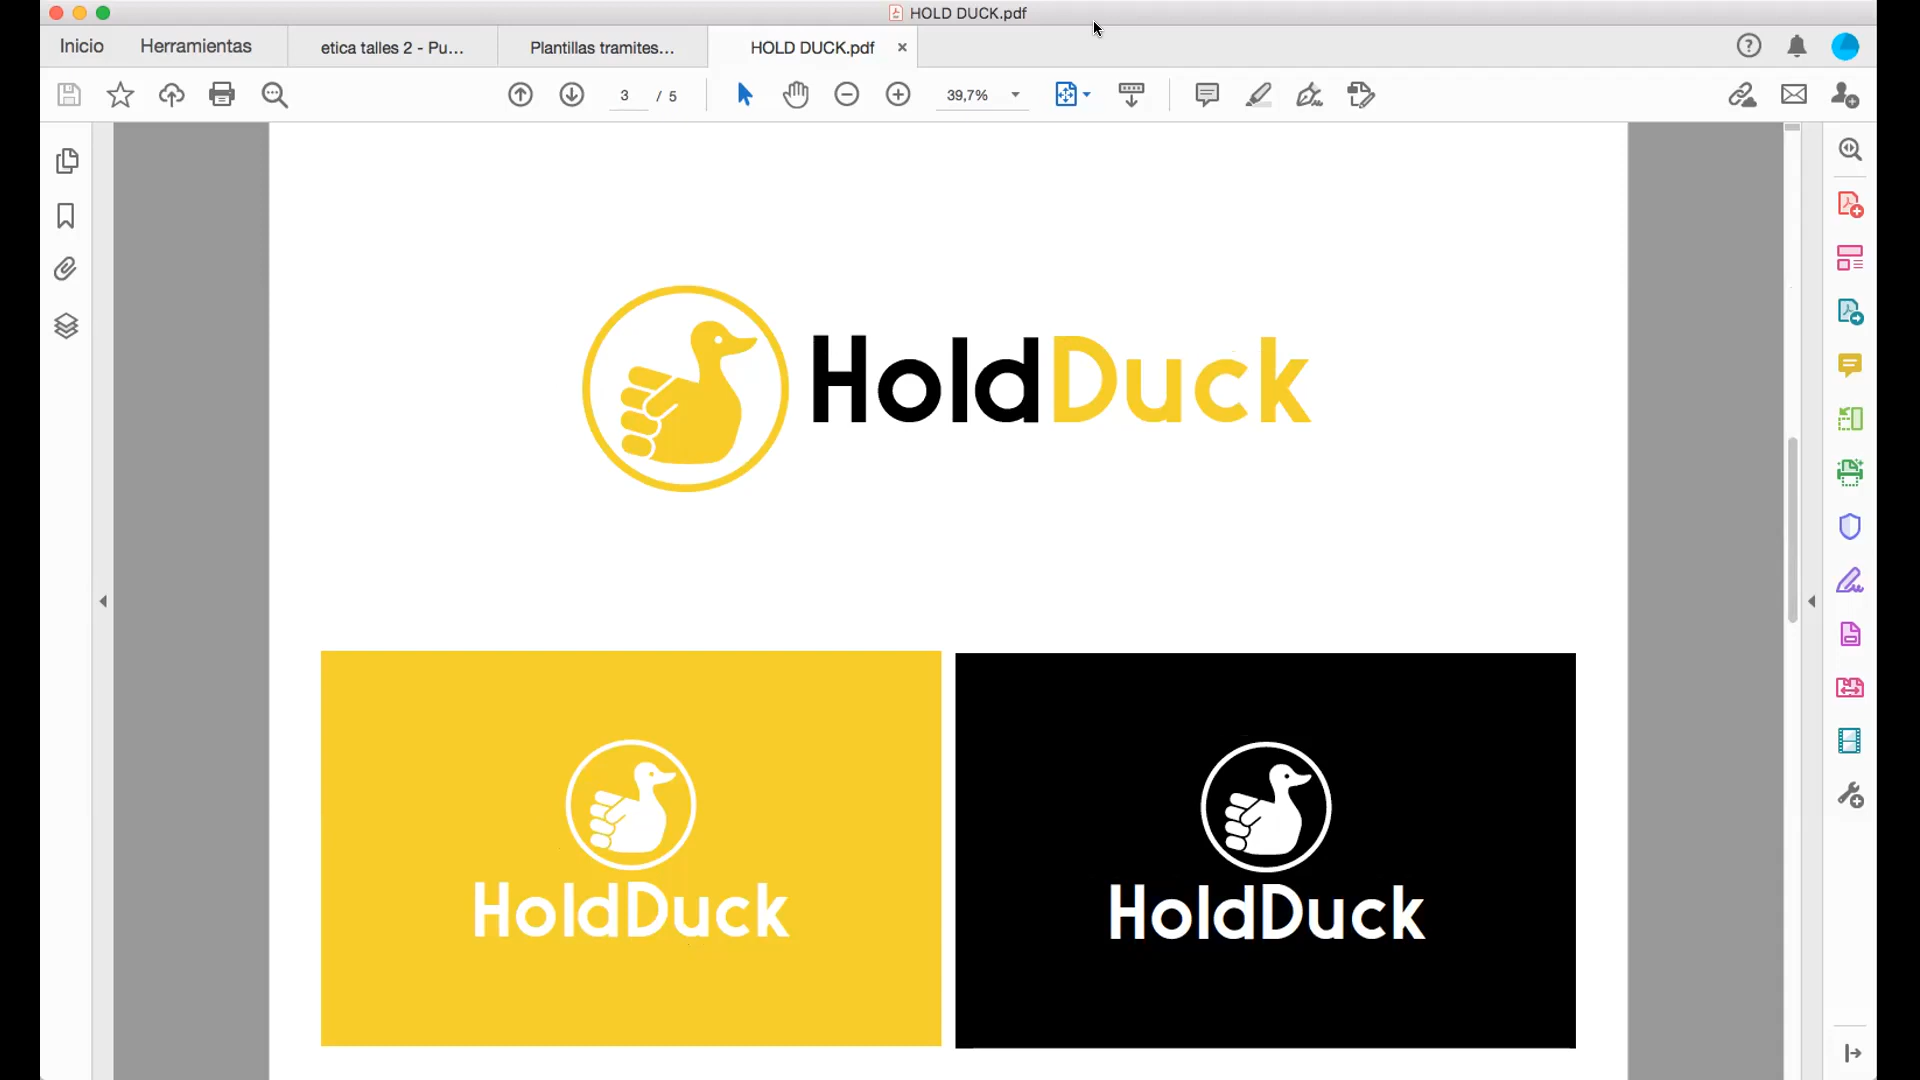 HOLD DUCK.pdf
Inicio Herramientas etica talles 2 - Pu... Plantillas tramites... HOLD DUCK.pdf ×
3 / 5 39,7%
HoldDuck
HoldDuck HoldDuck